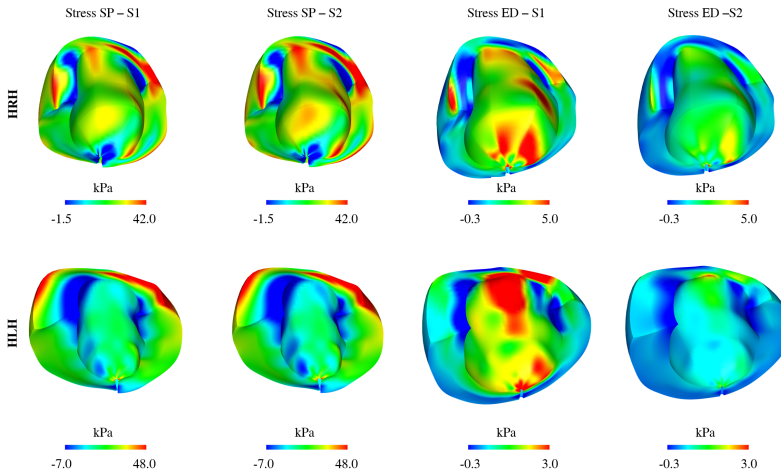 Stress SP – S1 Stress SP – S2 Stress ED – S1 Stress ED –S2
HRH
kPa kPa kPa kPa
-1.5 42.0 -1.5 42.0 -0.3 5.0 -0.3 5.0
HLH
kPa kPa kPa kPa
-7.0 48.0 -7.0 48.0 -0.3 3.0 -0.3 3.0